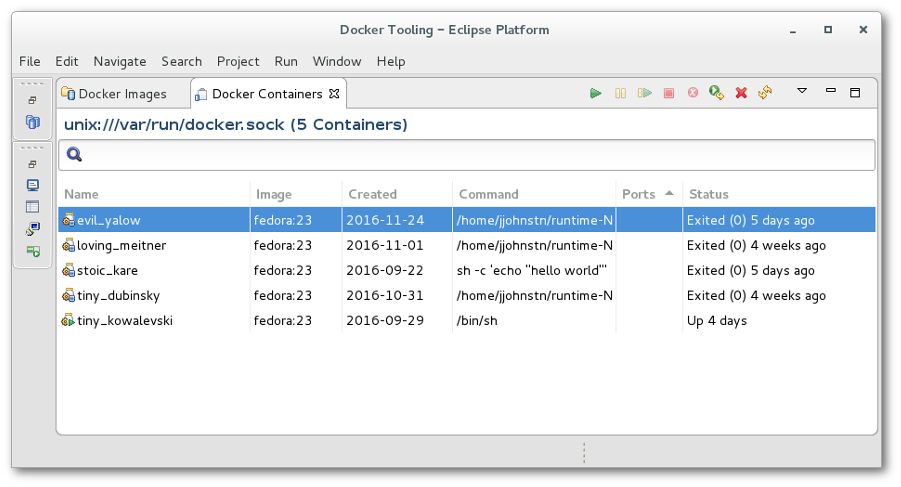 Docker Tooling - Eclipse Platform
File Edit Navigate Search Project Run Window Help
Docker Images Docker Containers
unix:///var/run/docker.sock (5 Containers)
Name Image Created Command Ports Status
evil_yalow fedora:23 2016-11-24 /home/jjohnstn/runtime-N Exited (0) 5 days ago
loving_meitner fedora:23 2016-11-01 /home/jjohnstn/runtime-N Exited (0) 4 weeks ago
stoic_kare fedora:23 2016-09-22 sh -c 'echo "hello world"' Exited (0) 5 days ago
tiny_dubinsky fedora:23 2016-10-31 /home/jjohnstn/runtime-N Exited (0) 4 weeks ago
tiny_kowalevski fedora:23 2016-09-29 /bin/sh Up 4 days